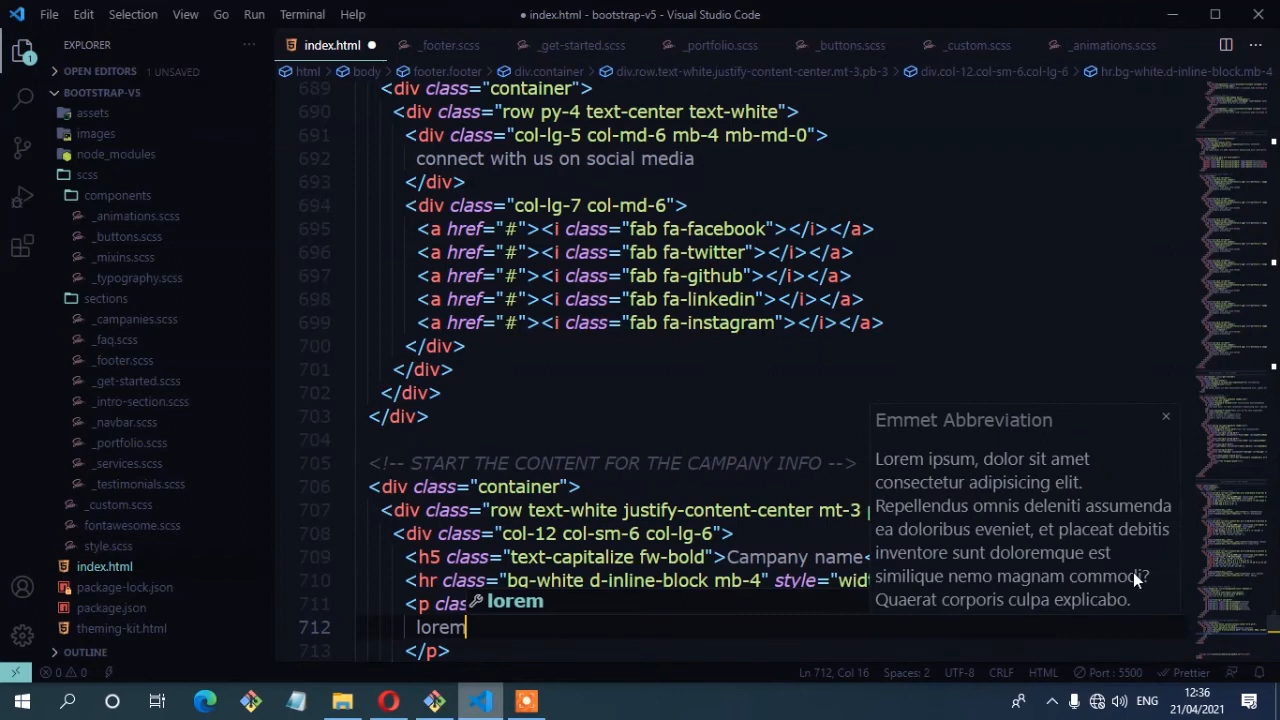 File Edit Selection View Go Run Terminal Help
● index.html - bootstrap-v5 - Visual Studio Code
EXPLORER
index.html
_footer.scss
_get-started.scss
_portfolio.scss
_buttons.scss
_custom.scss
_animations.scss
html > body > footer.footer > div.container > div.row.text-white.justify-content-center.mt-3.pb-3 > div.col-12.col-sm-6.col-lg-6 > hr.bg-white.d-inline-block.mb-4
1
OPEN EDITORS 1 UNSAVED
BOOTSTRAP-V5
assets
images
node_modules
scss
components
_animations.scss
_buttons.scss
_mixins.scss
_typography.scss
sections
_campanies.scss
_faq.scss
_footer.scss
_get-started.scss
_intro-section.scss
_navbar.scss
_portfolio.scss
_services.scss
_testimonials.scss
_custom.scss
fontawesome.scss
style.scss
index.html
package-lock.json
package.json
theming-kit.html
OUTLINE
689 <div class="container">
690 <div class="row py-4 text-center text-white">
691 <div class="col-lg-5 col-md-6 mb-4 mb-md-0">
692 connect with us on social media
693 </div>
694 <div class="col-lg-7 col-md-6">
695 <a href="#"><i class="fab fa-facebook"></i></a>
696 <a href="#"><i class="fab fa-twitter"></i></a>
697 <a href="#"><i class="fab fa-github"></i></a>
698 <a href="#"><i class="fab fa-linkedin"></i></a>
699 <a href="#"><i class="fab fa-instagram"></i></a>
700 </div>
701 </div>
702 </div>
703 </div>
704
705 <!-- START THE CONTENT FOR THE CAMPANY -->
706 <div class="container">
707 <div class="row text-white justify-content-center mt-3
708 <div class="col-12 col-sm-6 col-lg-6">
709 <h5 class="text-capitalize fw-bold">Campany name<
710 <hr class="bg-white d-inline-block mb-4" style="wid
711 <p clas
712 lorem
713 </p>
lorem
Emmet Abbreviation
Lorem ipsum dolor sit amet
consectetur adipisicing elit.
Repellendus omnis deleniti assumenda
ea dolorum eveniet, et placeat debitis
inventore rem doloremque est
similique nemo magnam commodi?
Quaerat corporis culpa explicabo.
0 0
Ln 712, Col 16 Spaces: 2 UTF-8 CRLF HTML Port : 5500 Prettier
ENG
12:36
21/04/2021